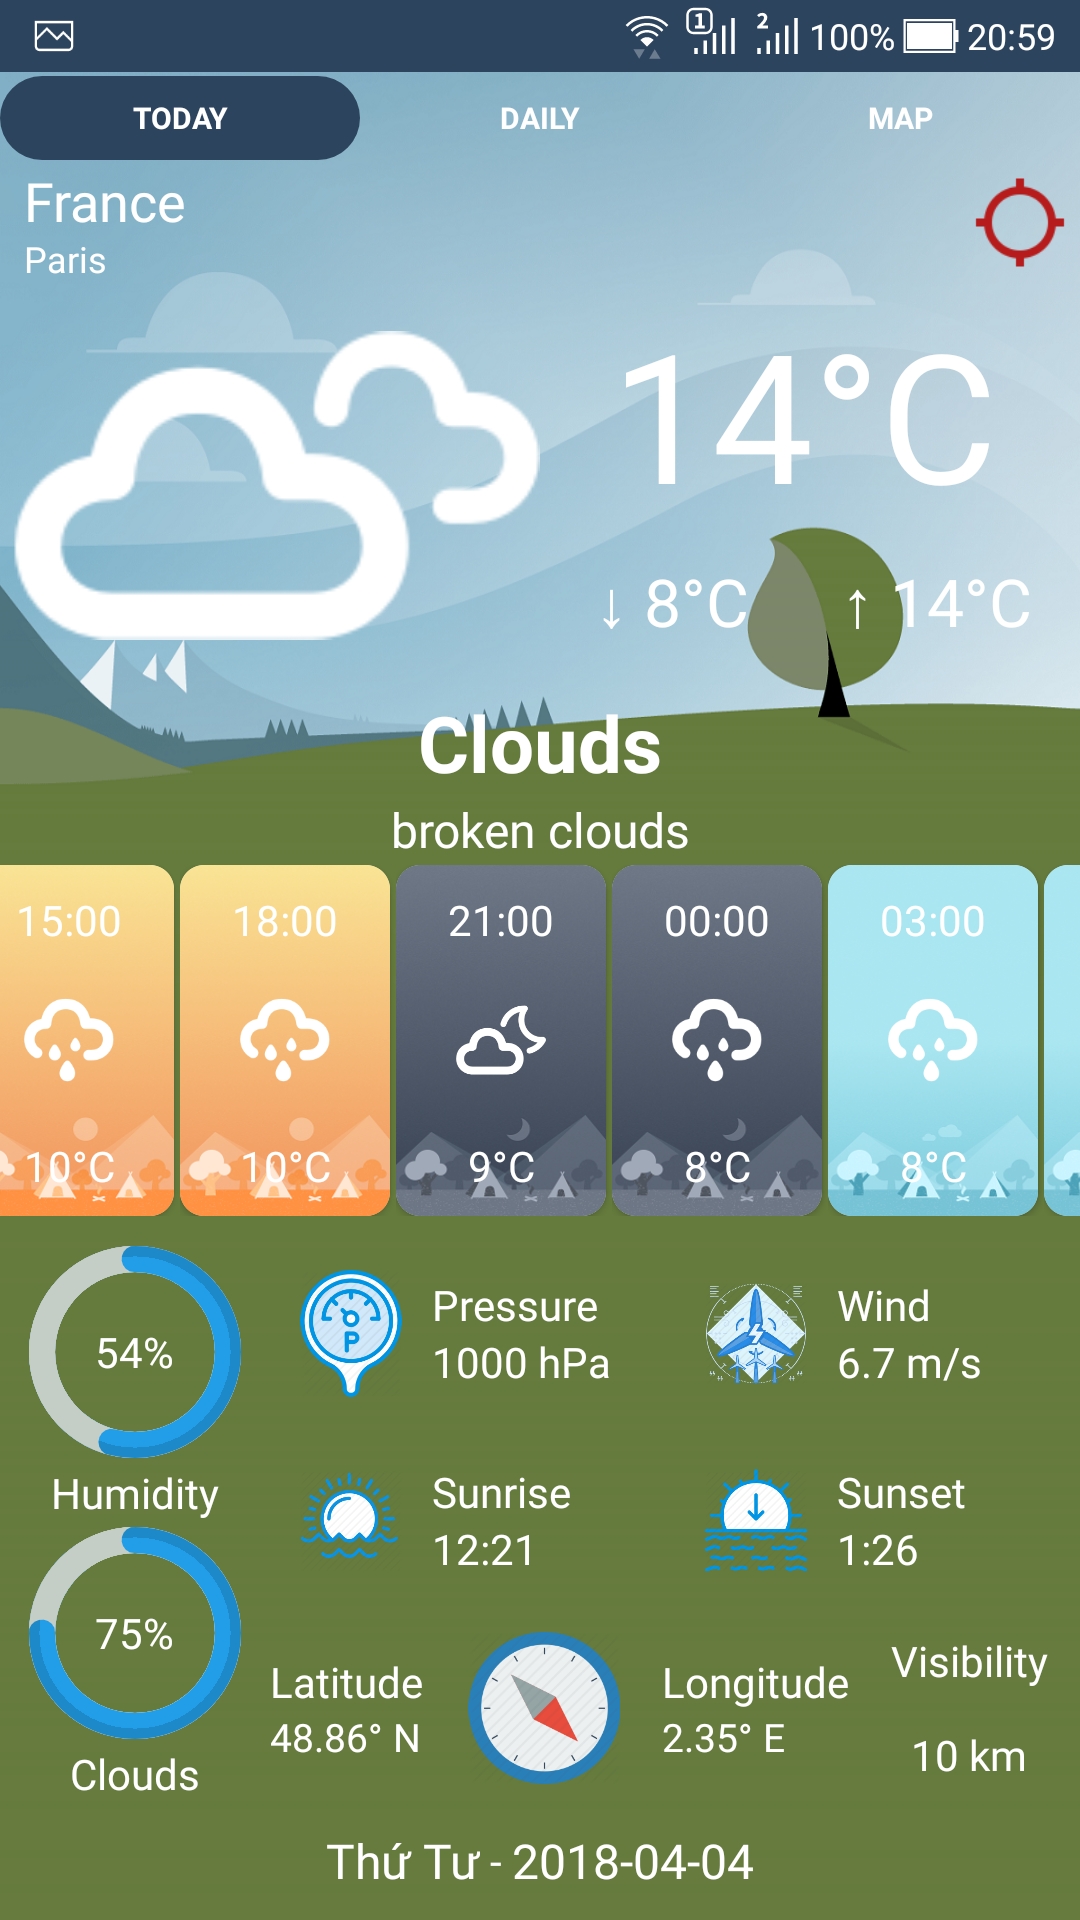 1 2 100% 20:59
TODAY DAILY MAP
France
Paris
14°C
↓ 8°C ↑ 14°C
Clouds
broken clouds
15:00 18:00 21:00 00:00 03:00
10°C 10°C 9°C 8°C 8°C
54%
Humidity
P
Pressure
1000 hPa
Wind
6.7 m/s
Sunrise
12:21
Sunset
1:26
75%
Clouds
Latitude
48.86° N
Longitude
2.35° E
Visibility
10 km
Thứ Tư - 2018-04-04